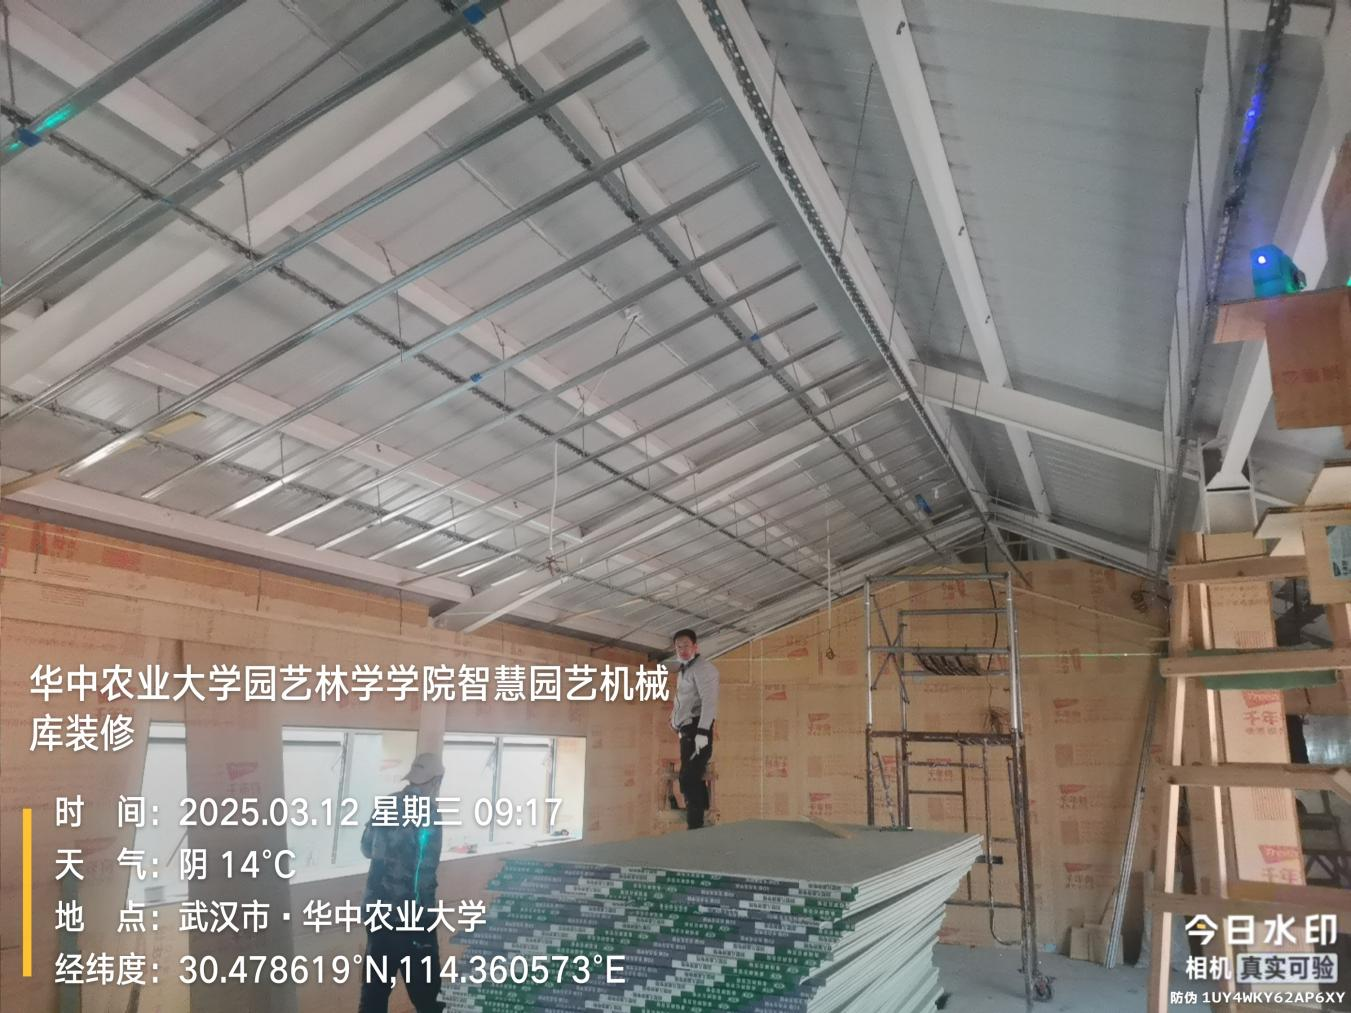 华中农业大学园艺林学学院智慧园艺机械
库装修
时 间：2025.03.12 星期三 09:17
天 气：阴 14°C
地 点：武汉市·华中农业大学
经纬度：30.478619°N,114.360573°E
今日水印
相机 真实可验
防伪 1UY4WKY62AP6XY